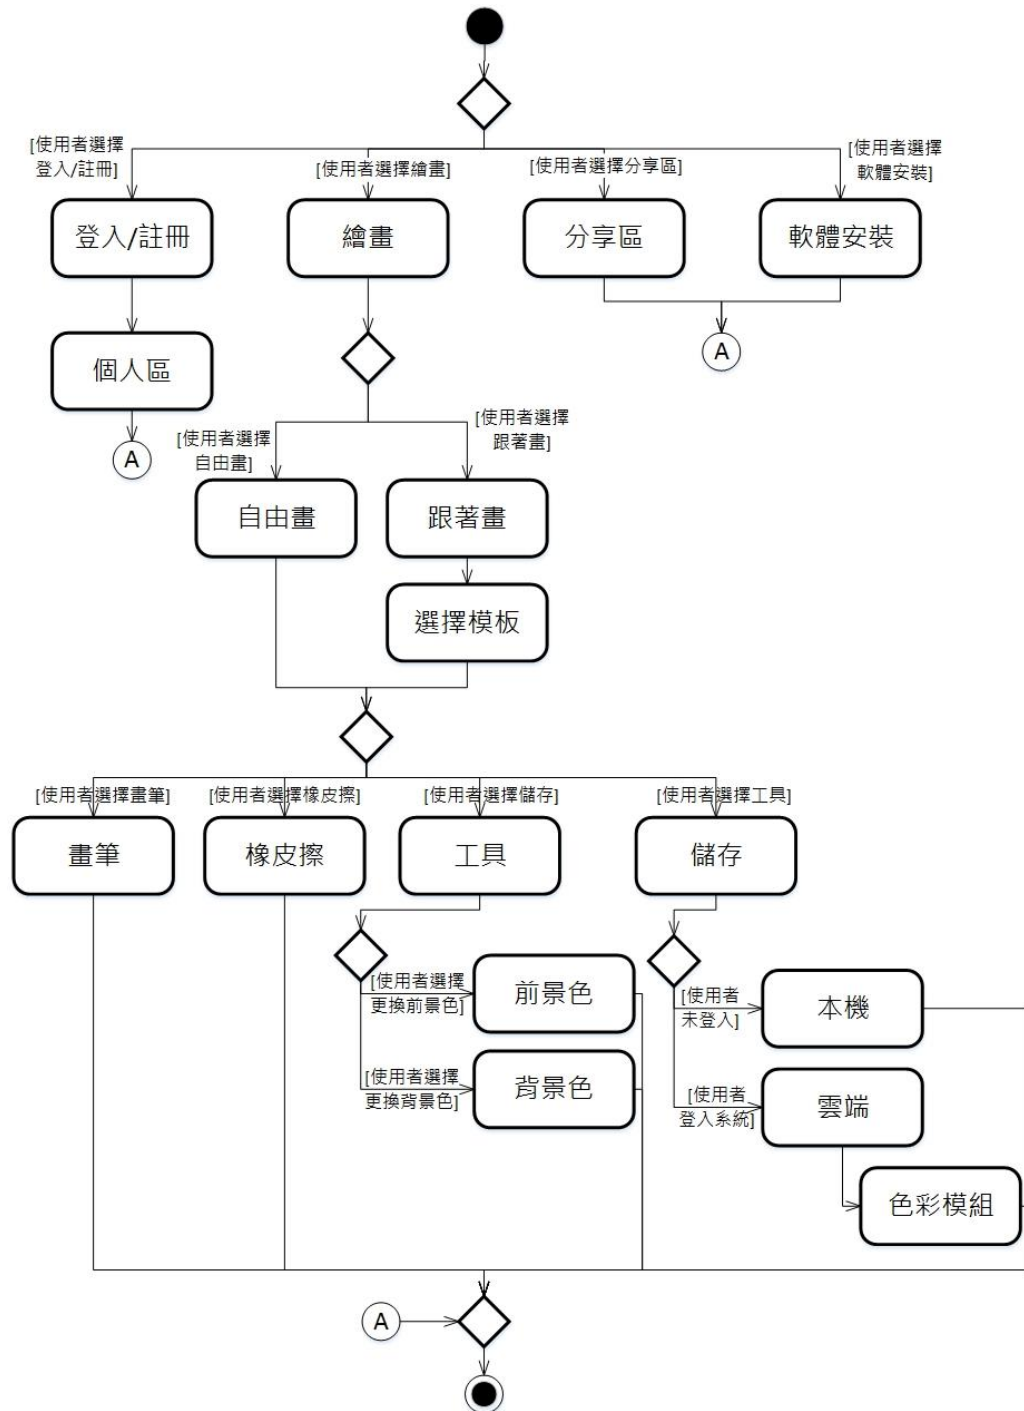 [使用者選擇
登入/註冊]
[使用者選擇繪畫]
[使用者選擇分享區]
[使用者選擇
軟體安裝]
登入/註冊
繪畫
分享區
軟體安裝
個人區
A
A
[使用者選擇
自由畫]
[使用者選擇
跟著畫]
自由畫
跟著畫
選擇模板
[使用者選擇畫筆]
[使用者選擇橡皮擦]
[使用者選擇儲存]
[使用者選擇工具]
畫筆
橡皮擦
工具
儲存
[使用者選擇
更換前景色]
前景色
[使用者
未登入]
本機
[使用者選擇
更換背景色]
背景色
[使用者
登入系統]
雲端
色彩模組
A